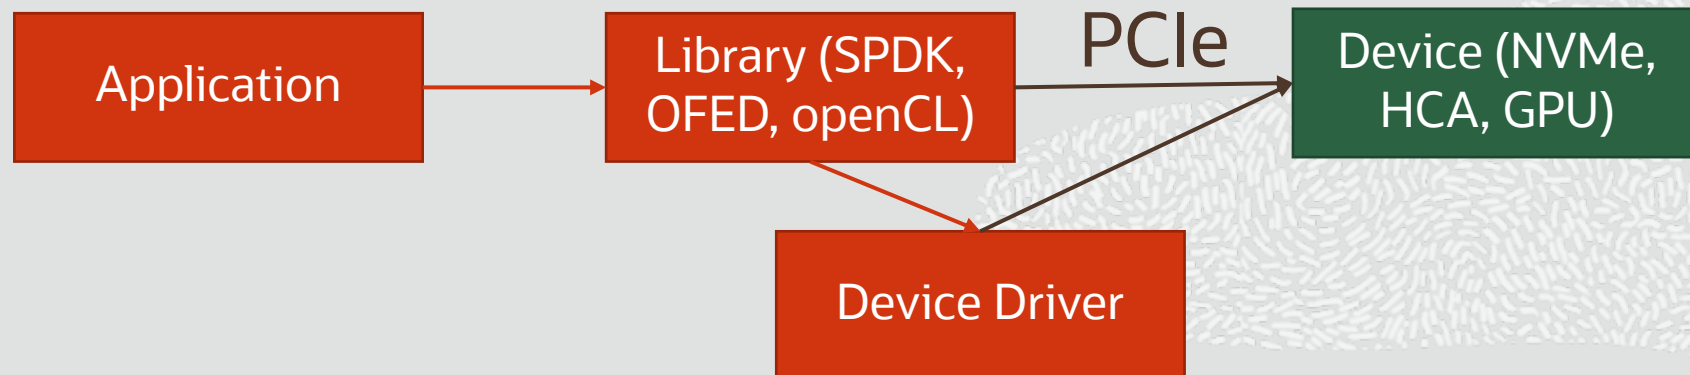 Application
Library (SPDK,
OFED, openCL)
PCIe
Device (NVMe,
HCA, GPU)
Device Driver